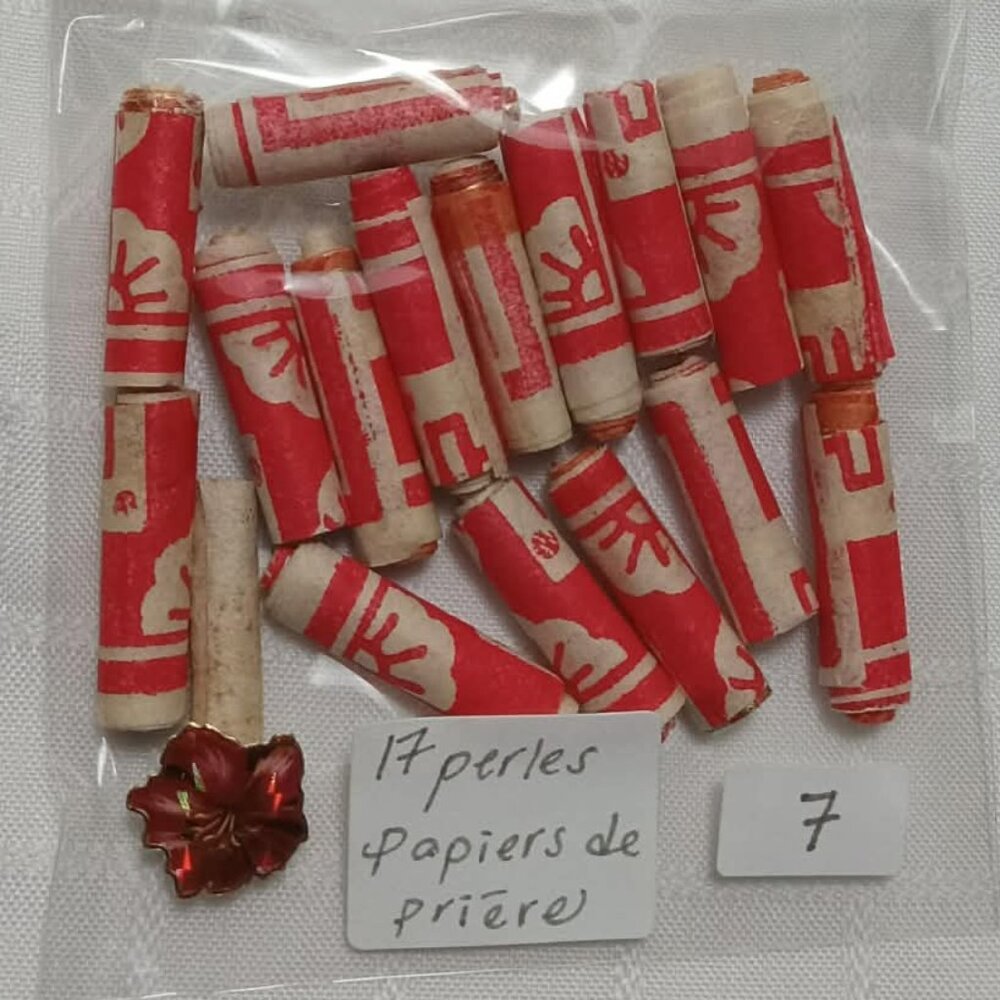 17 perles
papiers de
prière
7